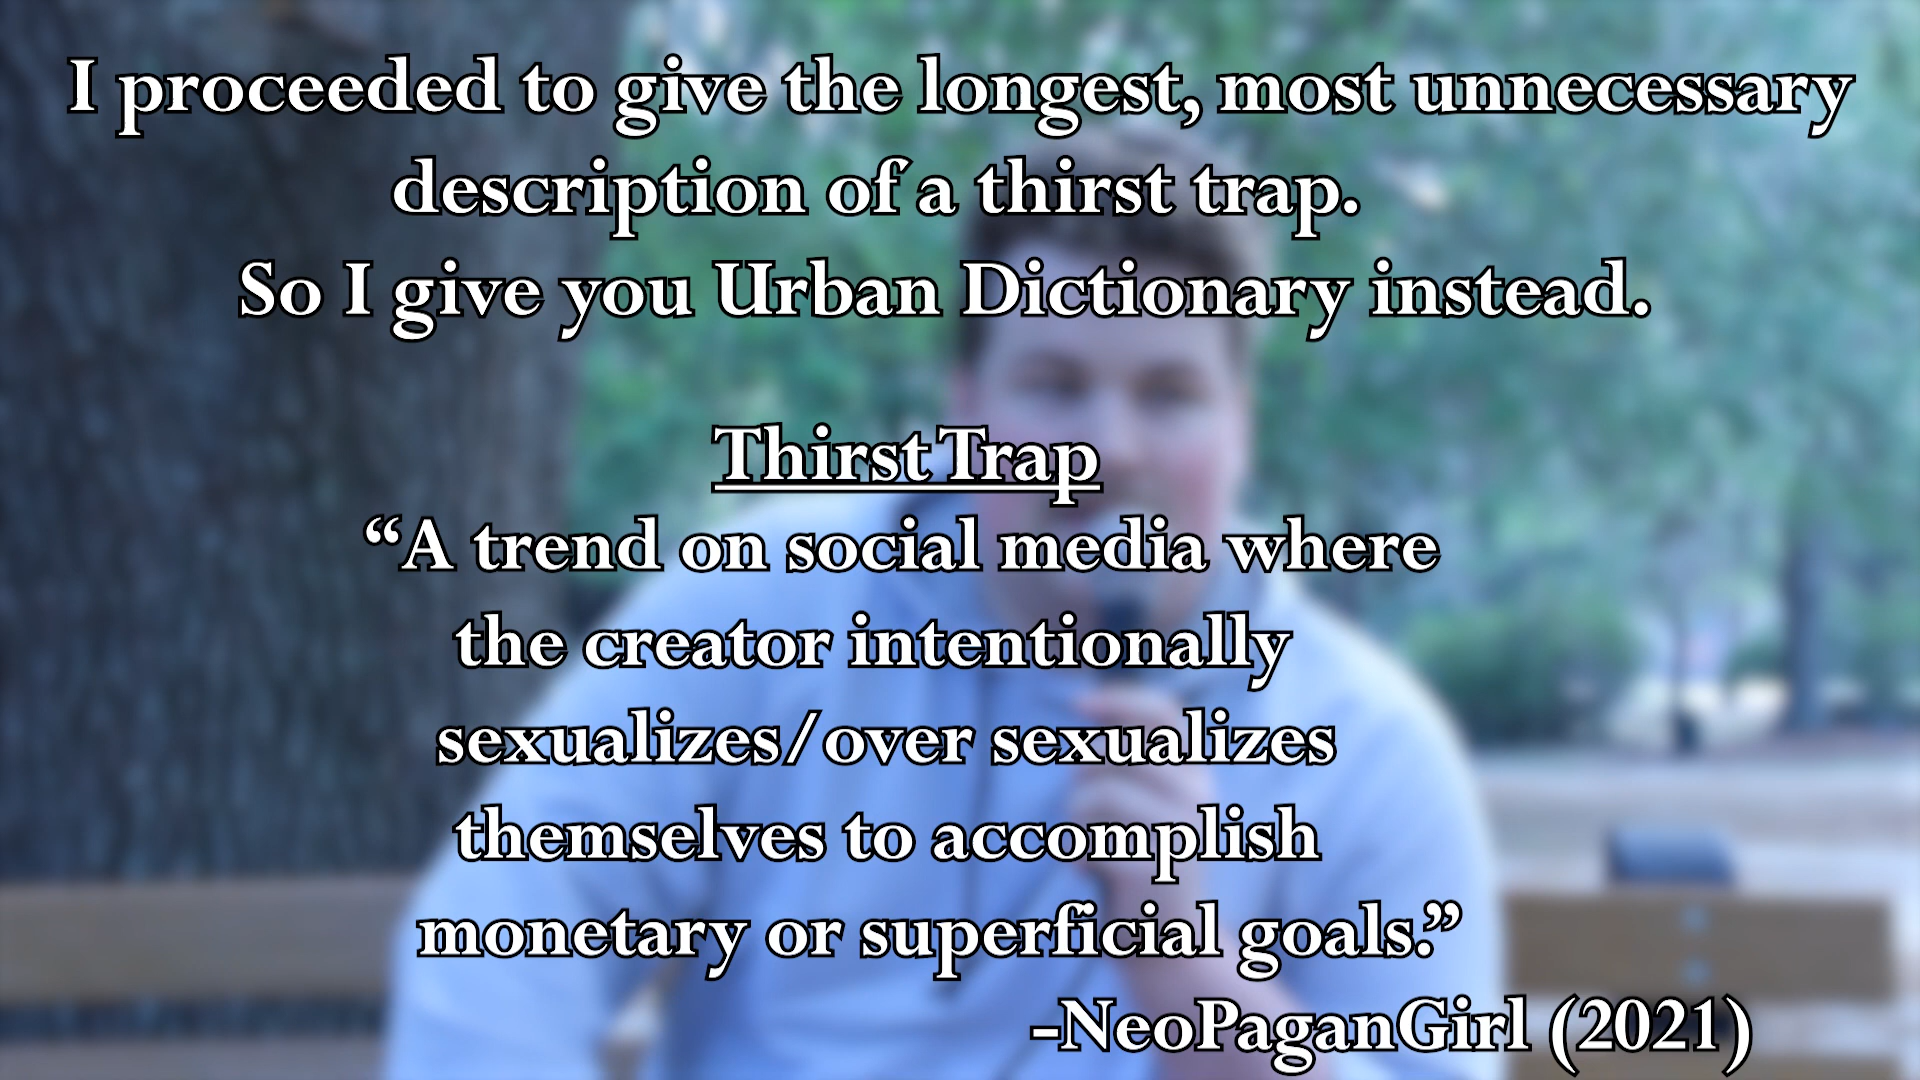 I proceeded to give the longest, most unnecessary
description of a thirst trap.
So I give you Urban Dictionary instead.
Thirst Trap
“A trend on social media where
the creator intentionally
sexualizes/over sexualizes
themselves to accomplish
monetary or superficial goals.”
-NeoPaganGirl (2021)